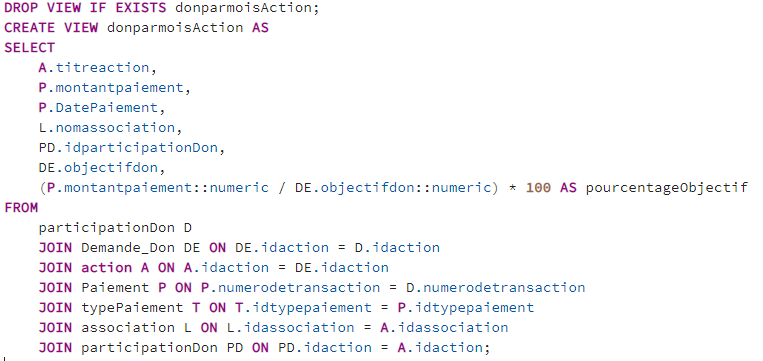 DROP VIEW IF EXISTS donparmoisAction;
CREATE VIEW donparmoisAction AS
SELECT
    A.titreaction,
    P.montantpaiement,
    P.DatePaiement,
    L.nomassociation,
    PD.idparticipationDon,
    DE.objectifdon,
    (P.montantpaiement::numeric / DE.objectifdon::numeric) * 100 AS pourcentageObjectif
FROM
    participationDon D
    JOIN Demande_Don DE ON DE.idaction = D.idaction
    JOIN action A ON A.idaction = DE.idaction
    JOIN Paiement P ON P.numerodetransaction = D.numerodetransaction
    JOIN typePaiement T ON T.idtypepaiement = P.idtypepaiement
    JOIN association L ON L.idassociation = A.idassociation
    JOIN participationDon PD ON PD.idaction = A.idaction;